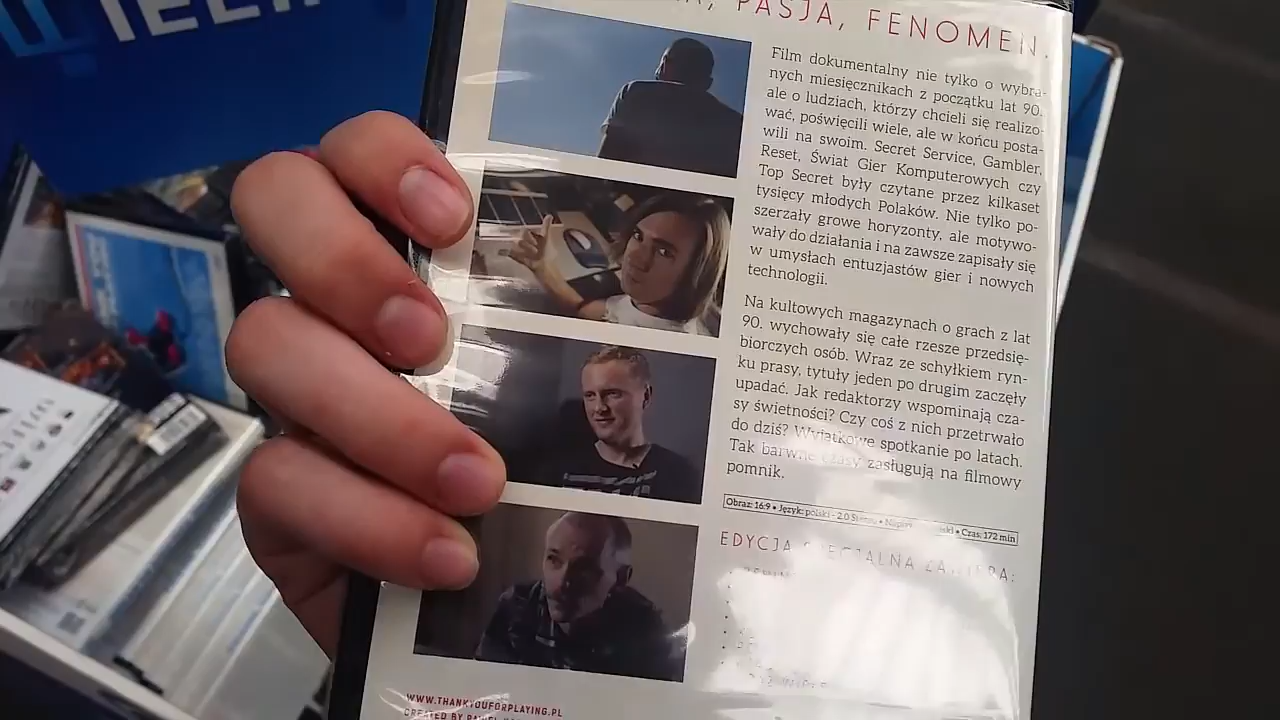 PASJA, FENOMEN.
Film dokumentalny nie tylko o wybra-
nych miesięcznikach z początku lat 90.
ale o ludziach, którzy chcieli się realizo-
wać, poświęcili wiele, ale w końcu posta-
wili na swoim. Secret Service, Gambler,
Reset, Świat Gier Komputerowych czy
Top Secret były czytane przez kilkaset
tysięcy młodych Polaków. Nie tylko po-
szerzały growe horyzonty, ale motywo-
wały do działania i na zawsze zapisały się
w umysłach entuzjastów gier i nowych
technologii.
Na kultowych magazynach o grach z lat
90. wychowały się całe rzesze przedsię-
biorczych osób. Wraz ze schyłkiem ryn-
ku prasy, tytuły jeden po drugim zaczęły
upadać. Jak redaktorzy wspominają cza-
sy świetności? Czy coś z nich przetrwało
do dziś? Wyjątkowe spotkanie po latach.
Tak barwne czasy zasługują na filmowy
pomnik.
Obraz: 16:9 • Język: polski - 2.0 Stereo • Czas: 172 min
EDYCJA SPECJALNA ZAWIERA:
WWW.THANKYOUFORPLAYING.PL
CREATED BY